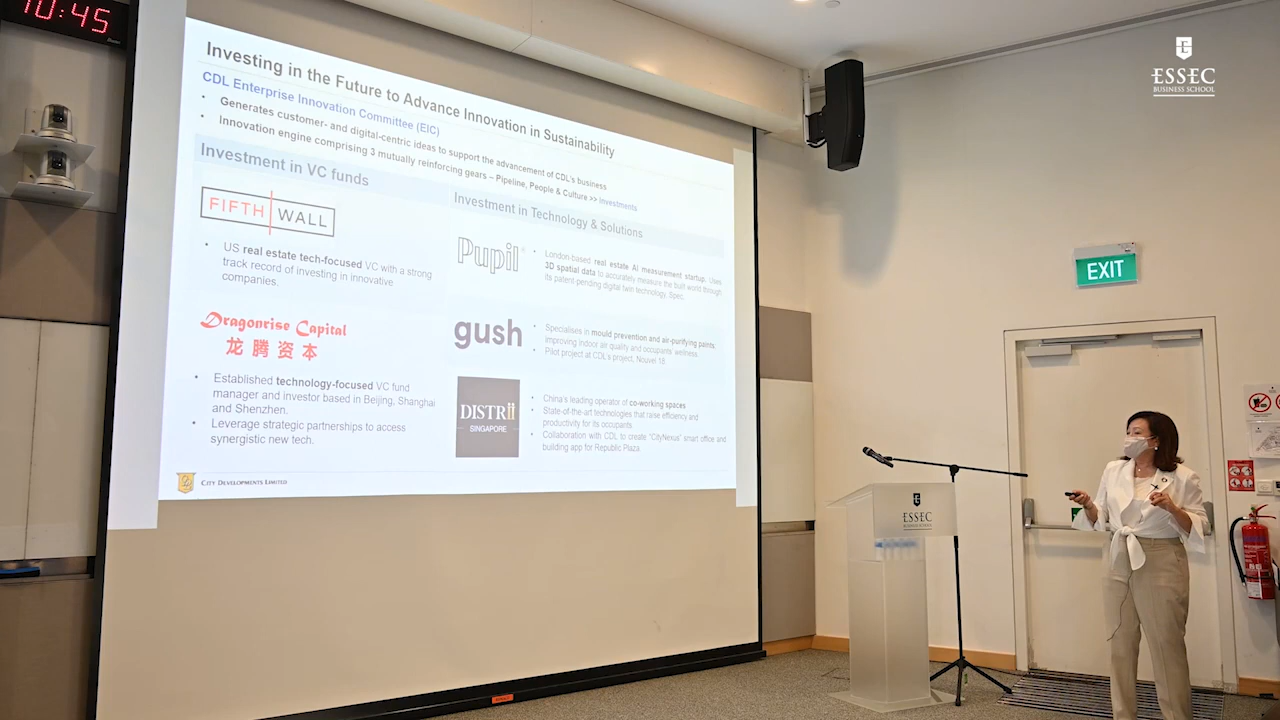 10:45
ESSEC
BUSINESS SCHOOL
Investing in the Future to Advance Innovation in Sustainability
CDL Enterprise Innovation Committee (EIC)
• Generates customer- and digital-centric ideas to support the advancement of CDL's business
• Innovation engine comprising 3 mutually reinforcing gears – Pipeline, People & Culture >> Investments
Investment in VC funds
FIFTH WALL
• US real estate tech-focused VC with a strong
track record of investing in innovative
companies.
Dragonrise Capital
龙腾资本
• Established technology-focused VC fund
manager and investor based in Beijing, Shanghai
and Shenzhen.
• Leverage strategic partnerships to access
synergistic new tech.
Investment in Technology & Solutions
Pupil
• London-based real estate AI measurement startup. Uses
3D spatial data to accurately measure the built world through
its patent-pending digital twin technology, Spec.
gush
• Specialises in mould prevention and air-purifying paints;
improving indoor air quality and occupants' wellness.
• Pilot project at CDL's project, Nouvel 18.
DISTRii
SINGAPORE
• China's leading operator of co-working spaces
• State-of-the-art technologies that raise efficiency and
productivity for its occupants
• Collaboration with CDL to create "CityNexus" smart office and
building app for Republic Plaza
CITY DEVELOPMENTS LIMITED
EXIT
ESSEC
BUSINESS SCHOOL